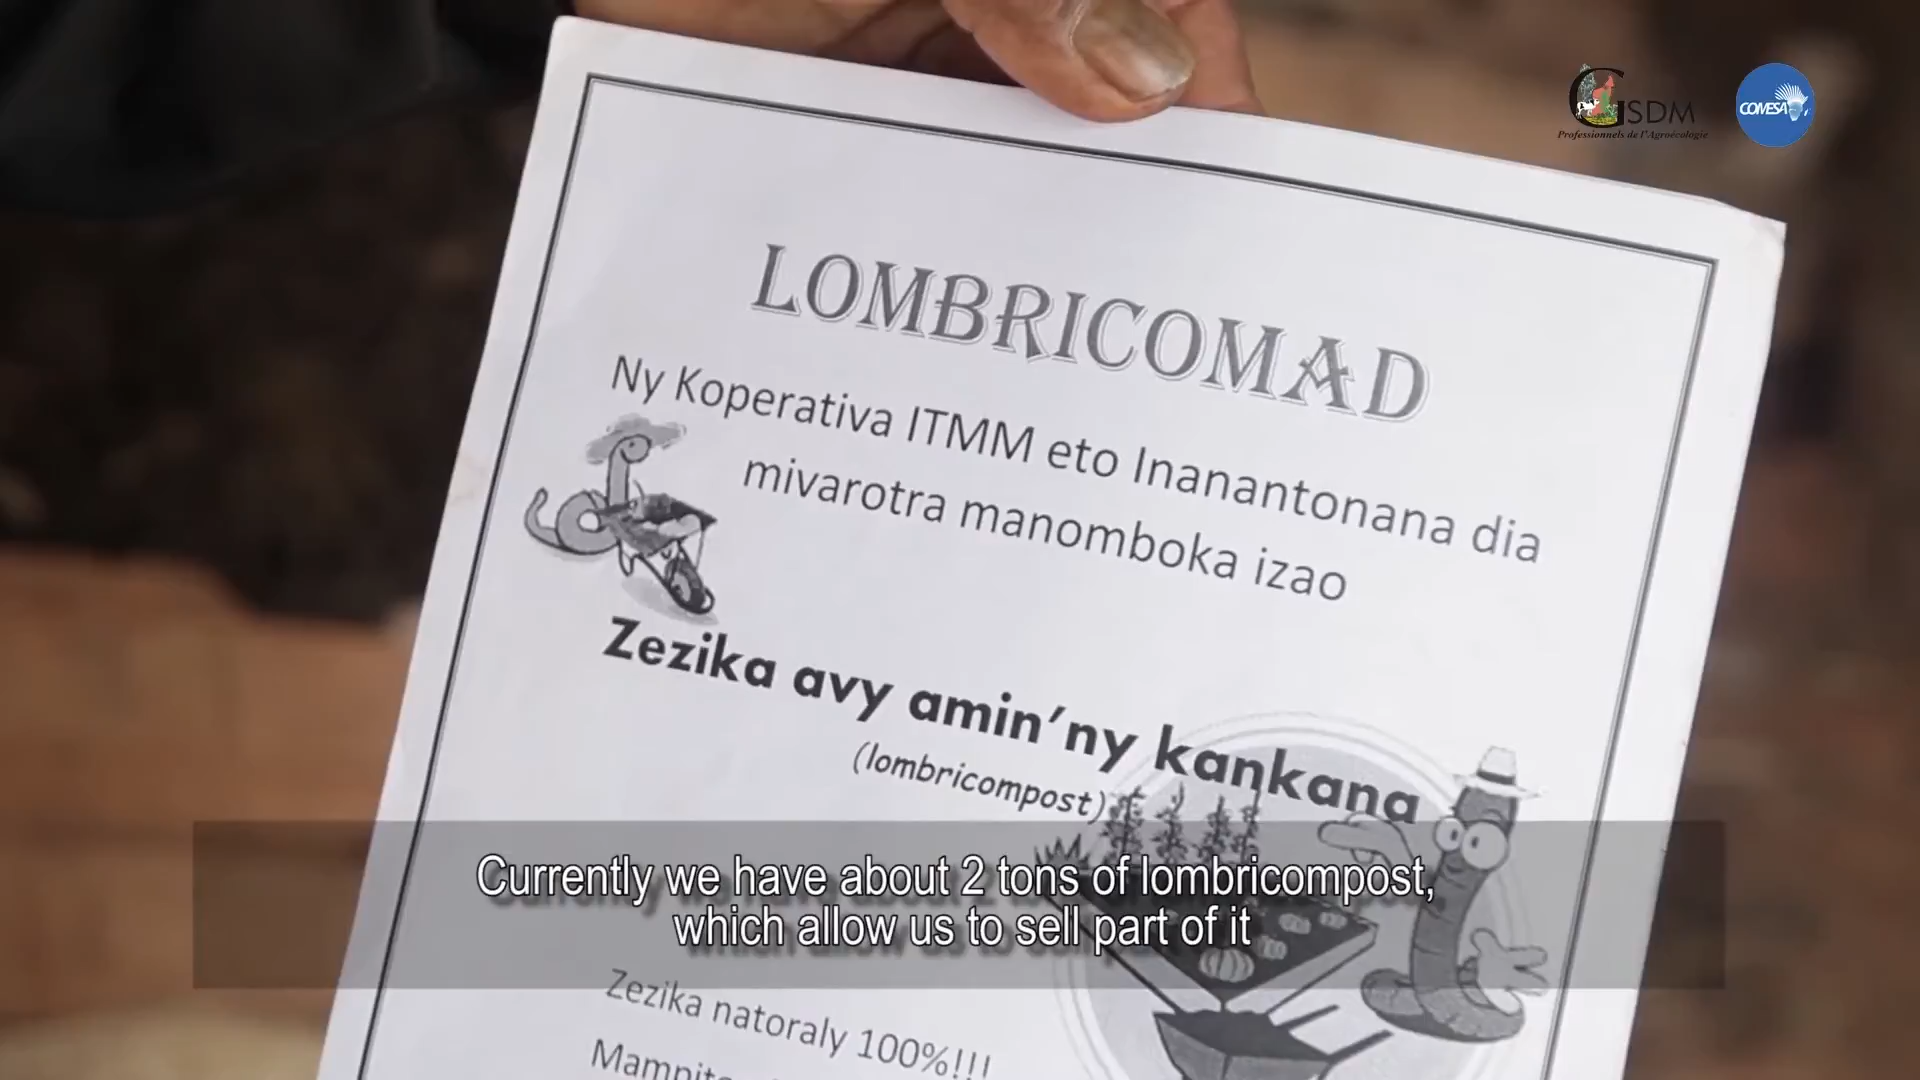 GSDM
Professionnels de l'Agroécologie
COMESA
LOMBRICOMAD
Ny Koperativa ITMM eto Inanantonana dia
mivarotra manomboka izao
Zezika avy amin'ny kankana
(lombricompost)
Currently we have about 2 tons of lombricompost,
which allow us to sell part of it
Zezika natoraly 100%!!!